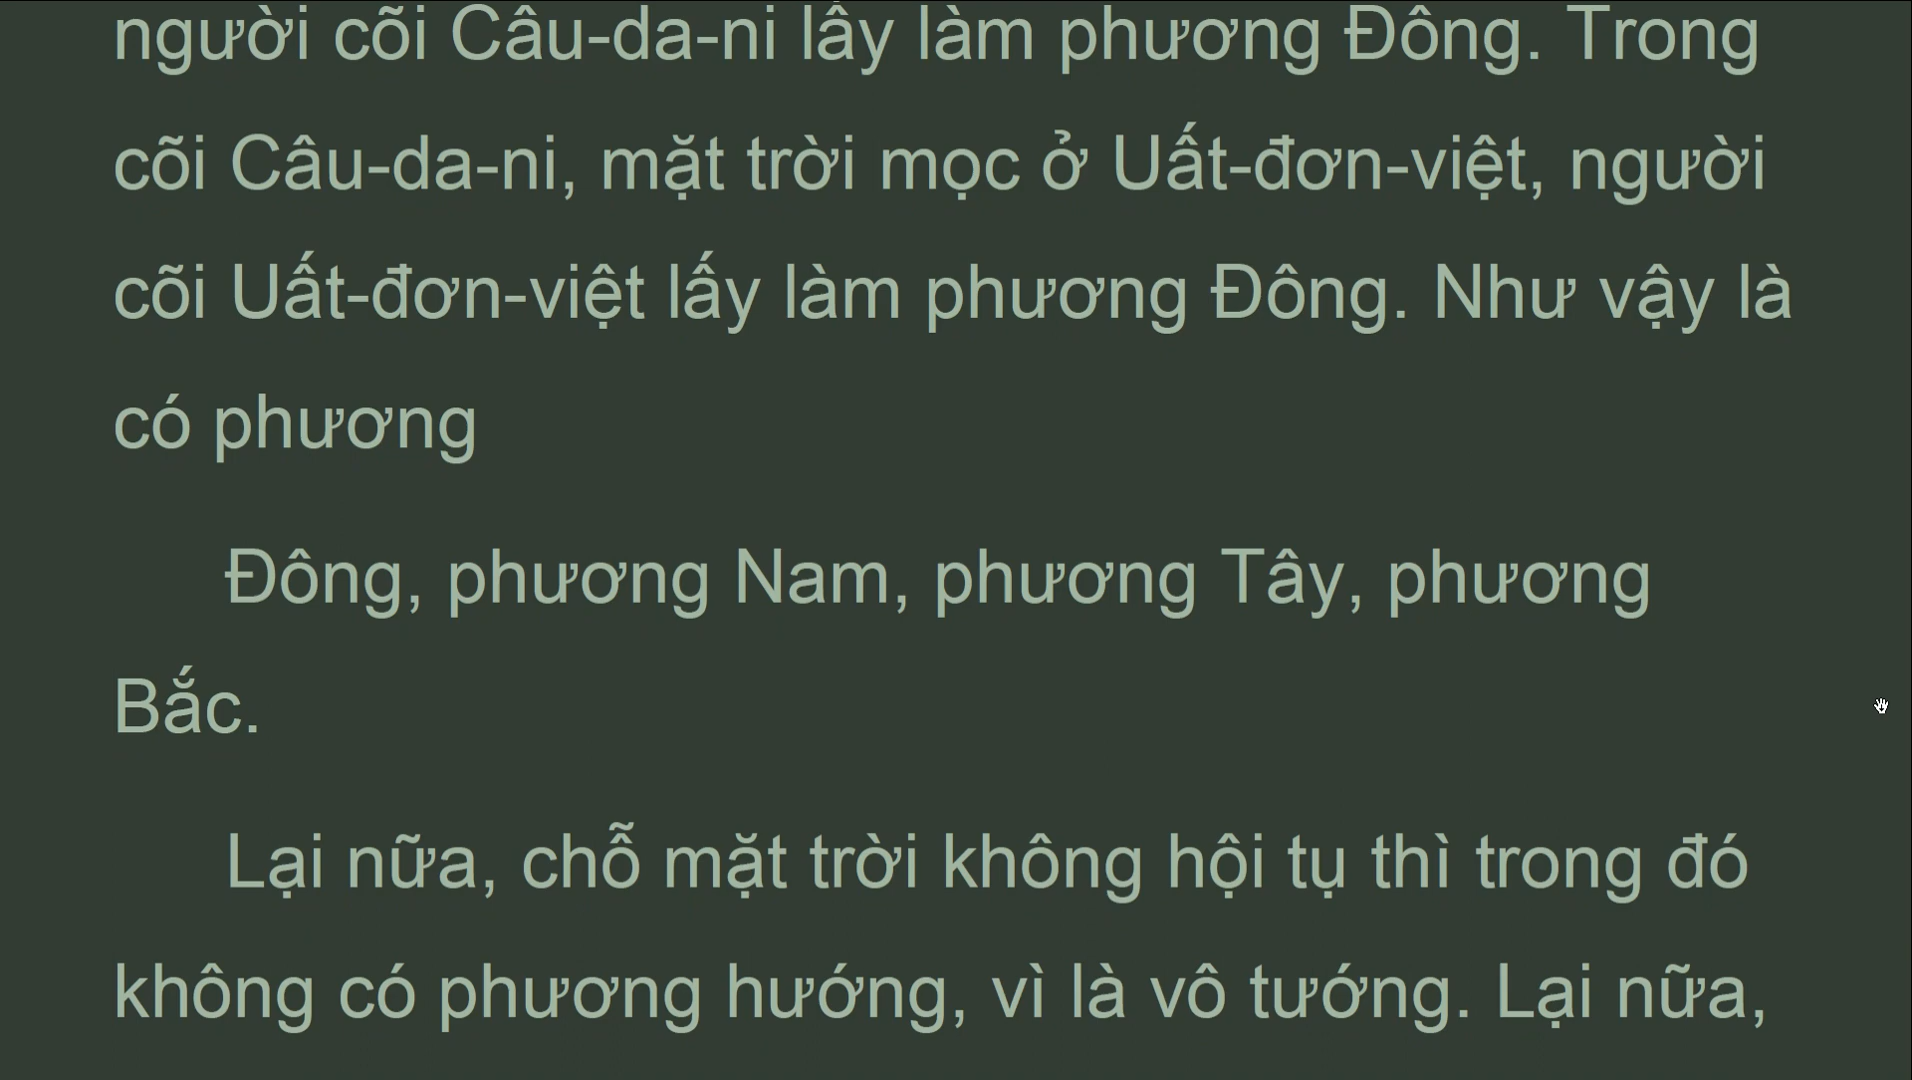 người cõi Câu-da-ni lấy làm phương Đông. Trong
cõi Câu-da-ni, mặt trời mọc ở Uất-đơn-việt, người
cõi Uất-đơn-việt lấy làm phương Đông. Như vậy là
có phương
Đông, phương Nam, phương Tây, phương
Bắc.
Lại nữa, chỗ mặt trời không hội tụ thì trong đó
không có phương hướng, vì là vô tướng. Lại nữa,